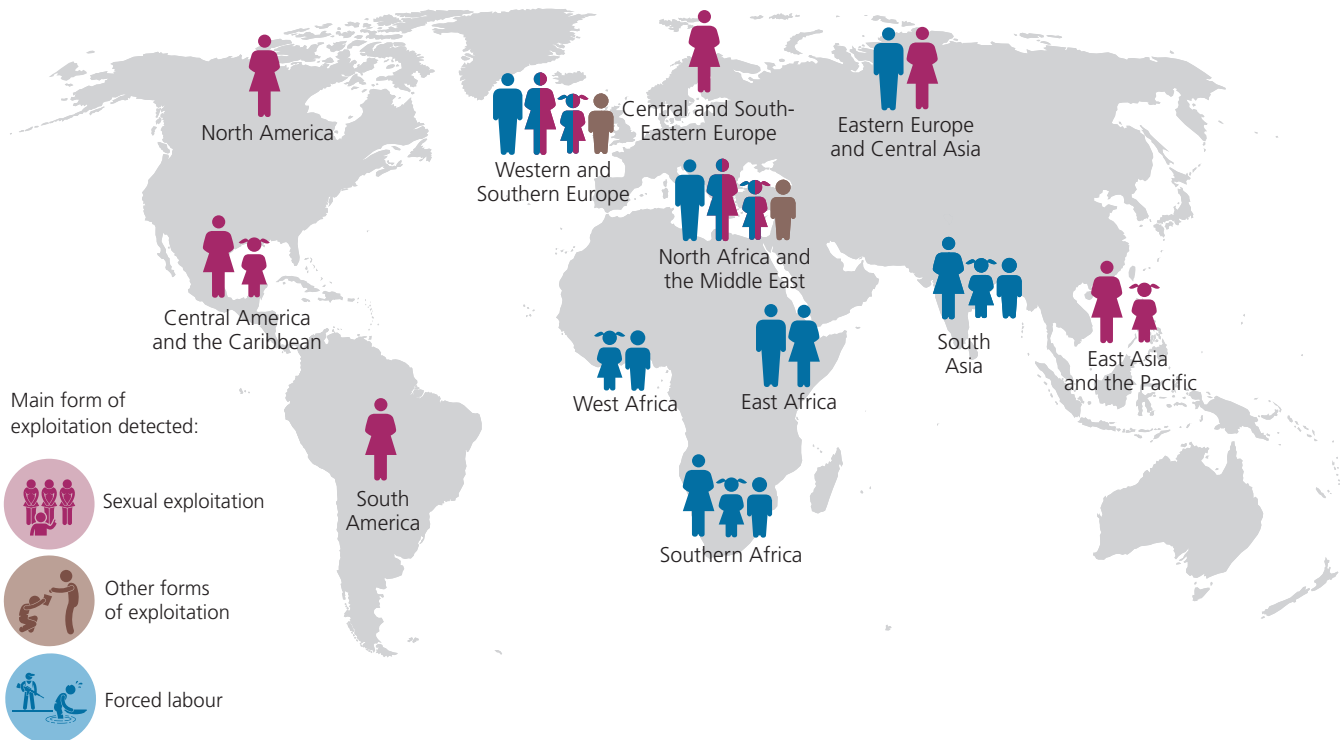 North America
Central and South-
Eastern Europe
Eastern Europe
and Central Asia
Western and
Southern Europe
North Africa and
the Middle East
Central America
and the Caribbean
South
Asia
East Asia
and the Pacific
West Africa
East Africa
South
America
Southern Africa
Main form of
exploitation detected:
Sexual exploitation
Other forms
of exploitation
Forced labour